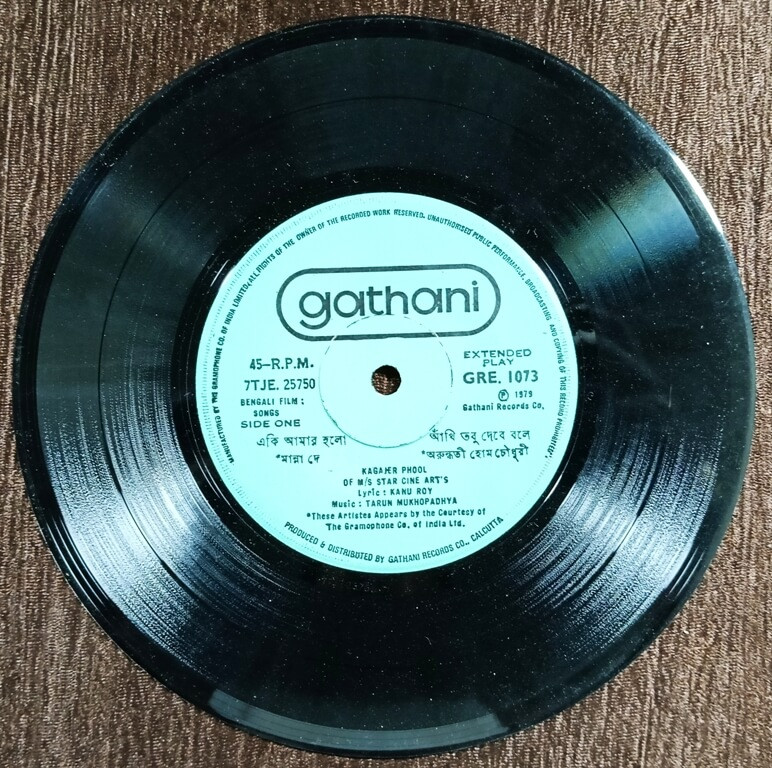 MANUFACTURED BY THE GRAMOPHONE CO. OF INDIA LIMITED. ALL RIGHTS OF THE OWNER OF THE RECORDED WORK RESERVED. UNAUTHORISED PUBLIC PERFORMANCE, BROADCASTING AND COPYING OF THIS RECORD PROHIBITED.
gathani
45–R.P.M.
7TJE. 25750
BENGALI FILM :
SONGS
SIDE ONE
EXTENDED
PLAY
GRE. 1073
Ⓟ 1979
Gathani Records Co.
একি আমার হলো
*মান্না দে
আঁখি তবু দেবে বলে
*অরুন্ধতী হোম চৌধুরী
KAGAJER PHOOL
OF M/S STAR CINE ART'S
Lyric : KANU ROY
Music : TARUN MUKHOPADHYA
*These Artistes Appears by the Courtesy of
The Gramophone Co. of India Ltd.
PRODUCED & DISTRIBUTED BY GATHANI RECORDS CO., CALCUTTA